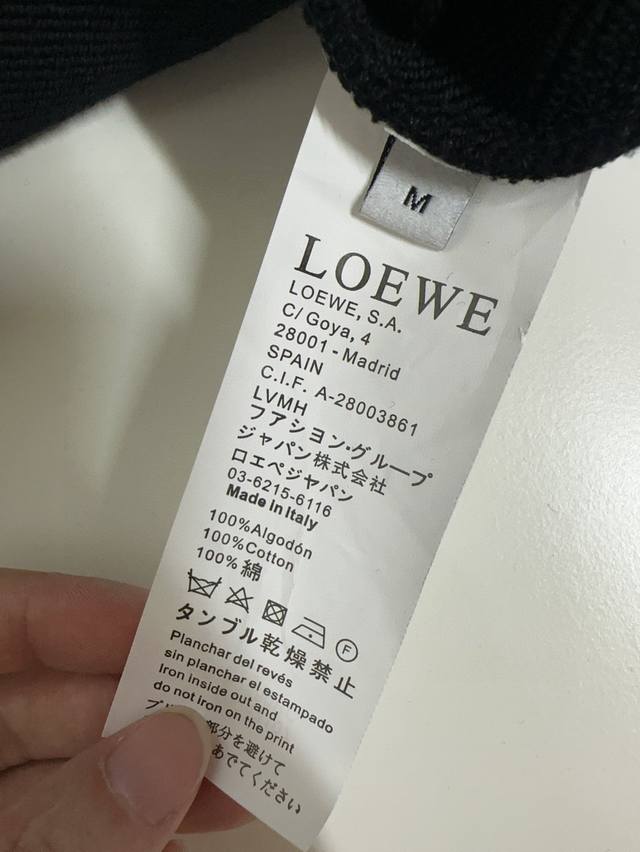 M
LOEWE
LOEWE, S.A.
C/ Goya, 4
28001 - Madrid
SPAIN
C.I.F. A-28003861
LVMH
フアシヨン・グループ
ジャパン株式会社
ロエベジャパン
03-6215-6116
Made in Italy
100%Algodón
100%Cotton
100% 綿
F
タンブル乾燥禁止
Planchar del revés
sin planchar el estampado
Iron inside out and
do not iron on the print
部分を避けて
あてください